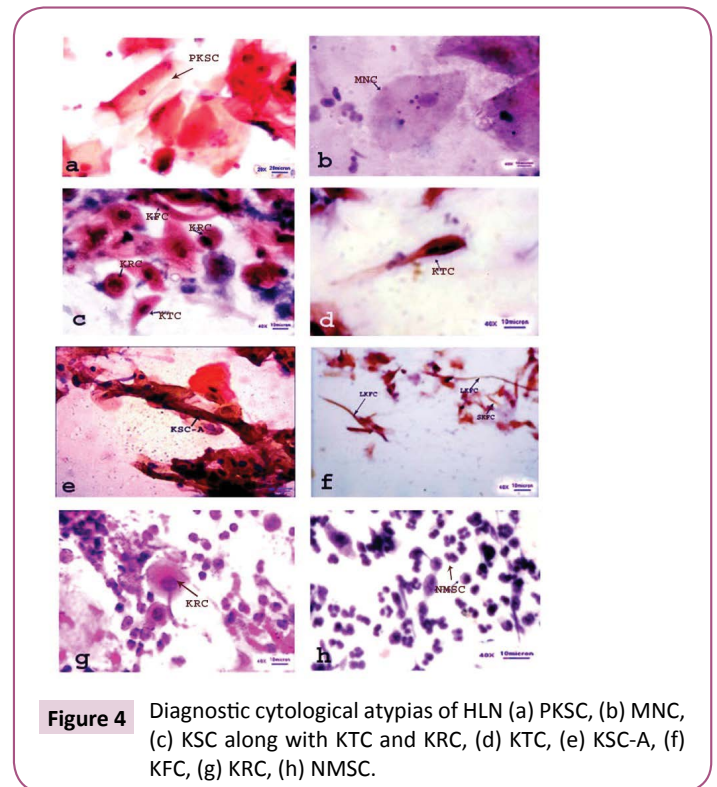 PKSC
a
20X 20micron
MNC
b
KFC
KRC
KRC
KTC
c
40X 10micron
KTC
d
40X 10micron
KSC-A
e
LKFC
LKFC
SKFC
f
40X 10micron
KRC
g
40X 10micron
NMSC
h
40X 10micron
Figure 4 Diagnostic cytological atypias of HLN (a) PKSC, (b) MNC,
(c) KSC along with KTC and KRC, (d) KTC, (e) KSC-A, (f)
KFC, (g) KRC, (h) NMSC.